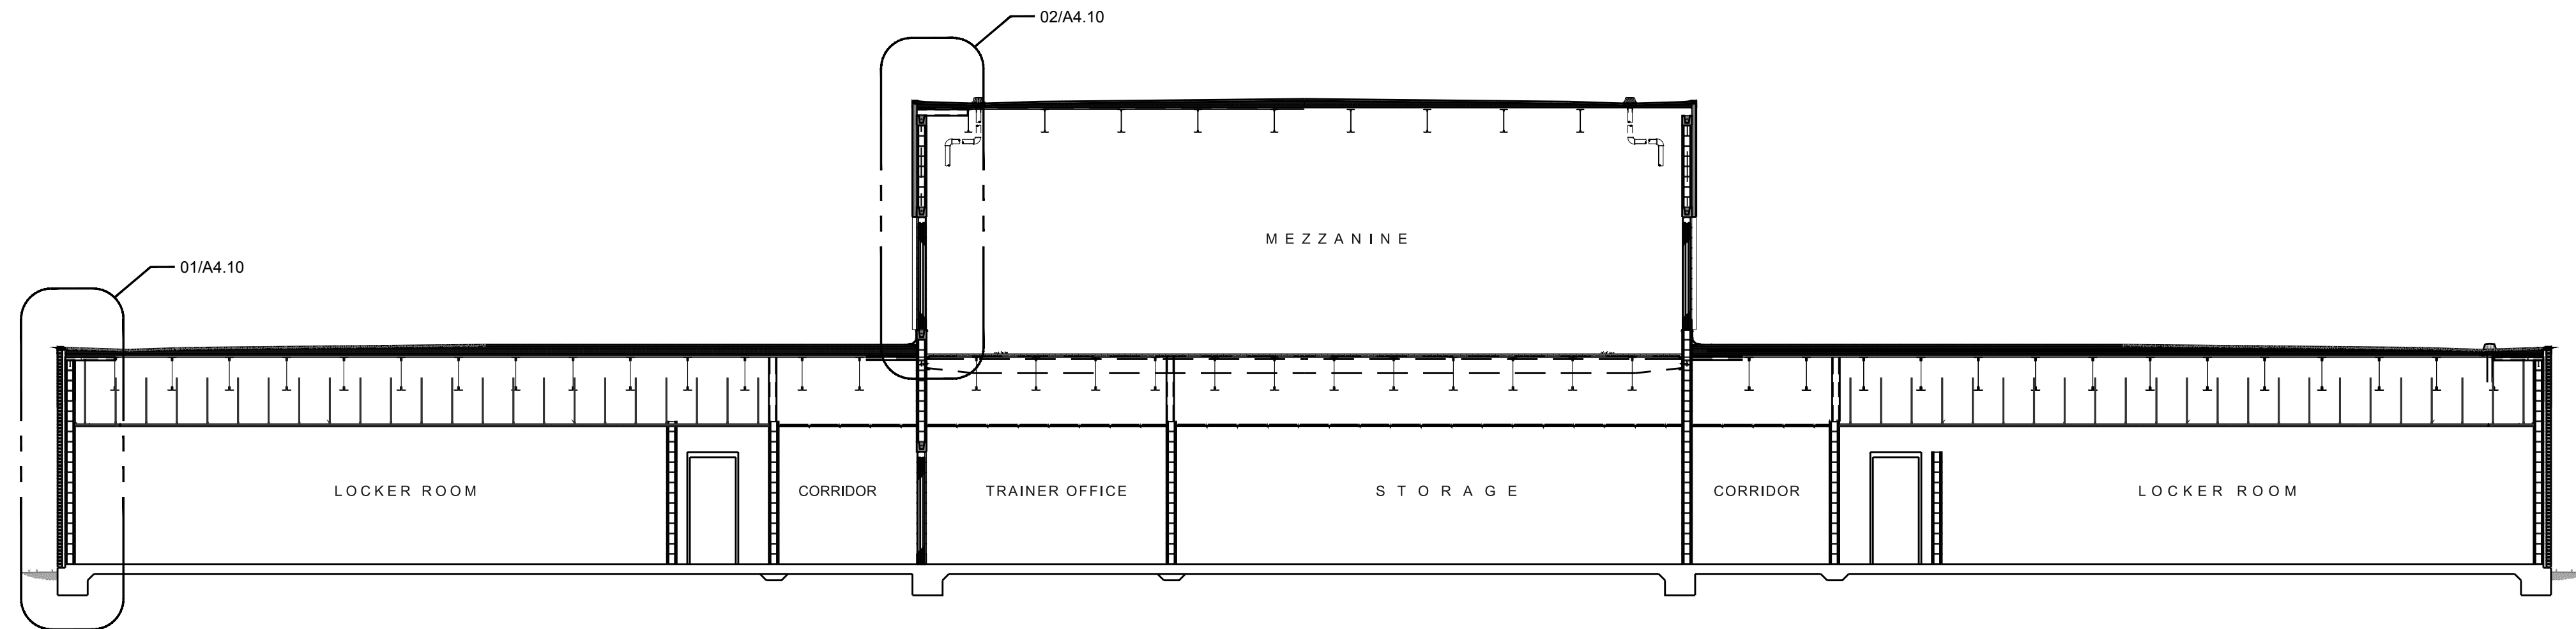 02/A4.10
MEZZANINE
01/A4.10
LOCKER ROOM
CORRIDOR
TRAINER OFFICE
STORAGE
CORRIDOR
LOCKER ROOM